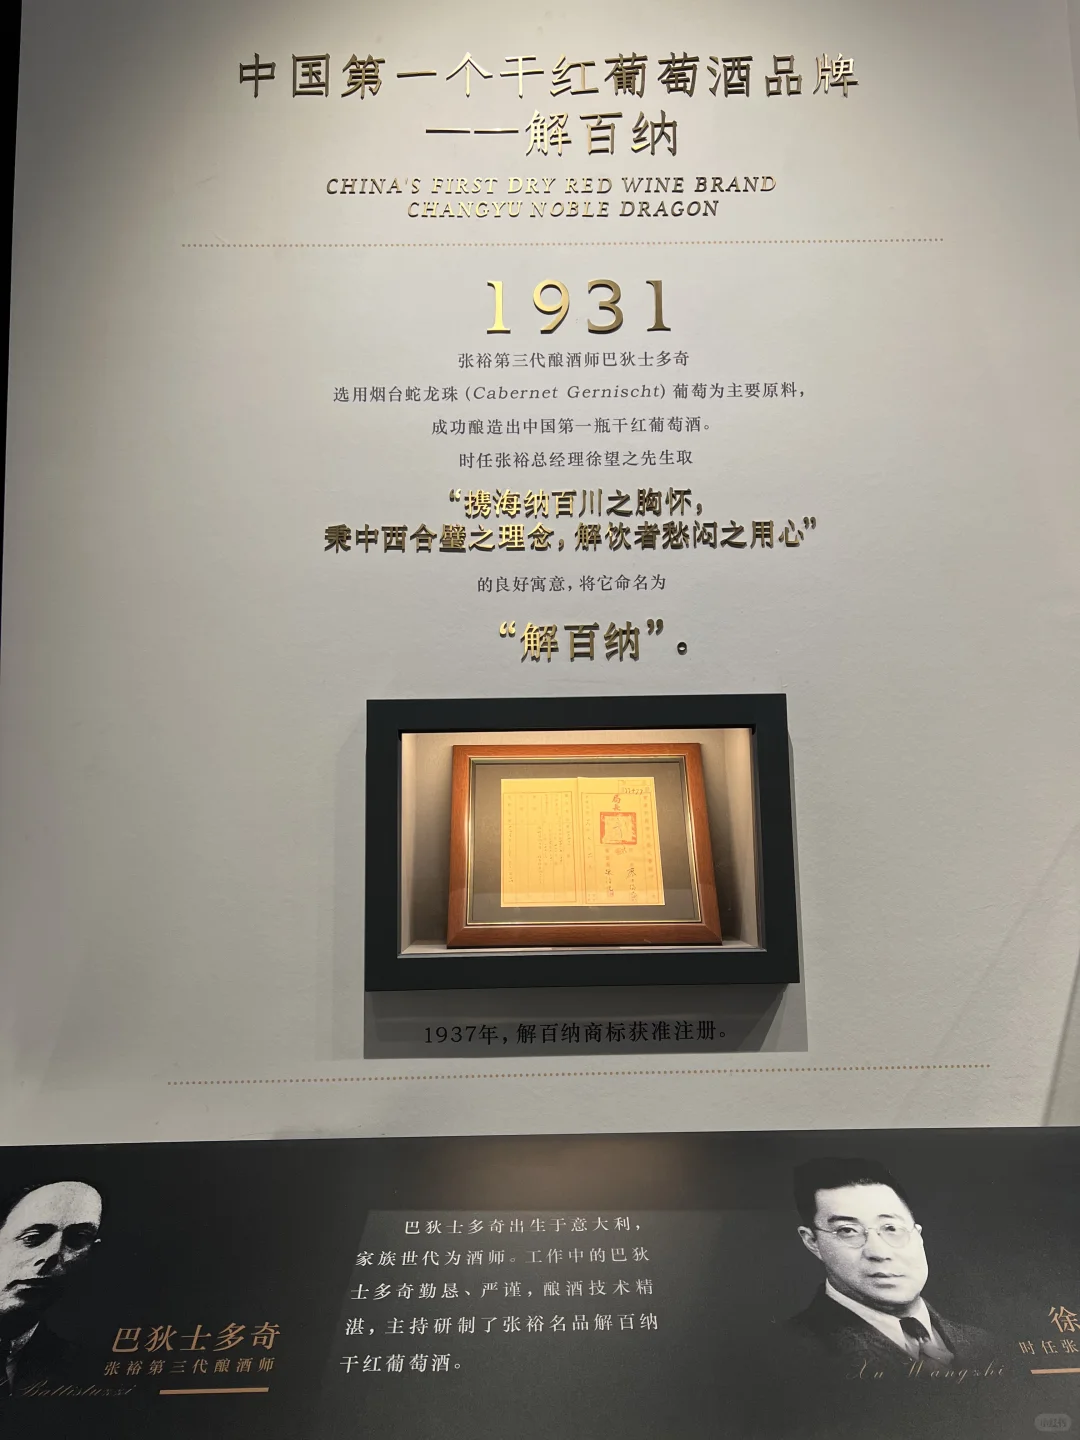 中国第一个干红葡萄酒品牌
——解百纳
CHINA'S FIRST DRY RED WINE BRAND
CHANGYU NOBLE DRAGON
1931
张裕第三代酿酒师巴狄士多奇
选用烟台蛇龙珠 (Cabernet Gernischt) 葡萄为主要原料，
成功酿造出中国第一瓶干红葡萄酒。
时任张裕总经理徐望之先生取
“携海纳百川之胸怀，
秉中西合璧之理念，解饮者愁闷之用心”
的良好寓意，将它命名为
“解百纳”。
局长
1937年，解百纳商标获准注册。
巴狄士多奇出生于意大利，
家族世代为酒师。工作中的巴狄
士多奇勤恳、严谨，酿酒技术精
湛，主持研制了张裕名品解百纳
干红葡萄酒。
巴狄士多奇
张裕第三代酿酒师
Battistuzzi
徐
时任张
Xu Wangzhi
小红书